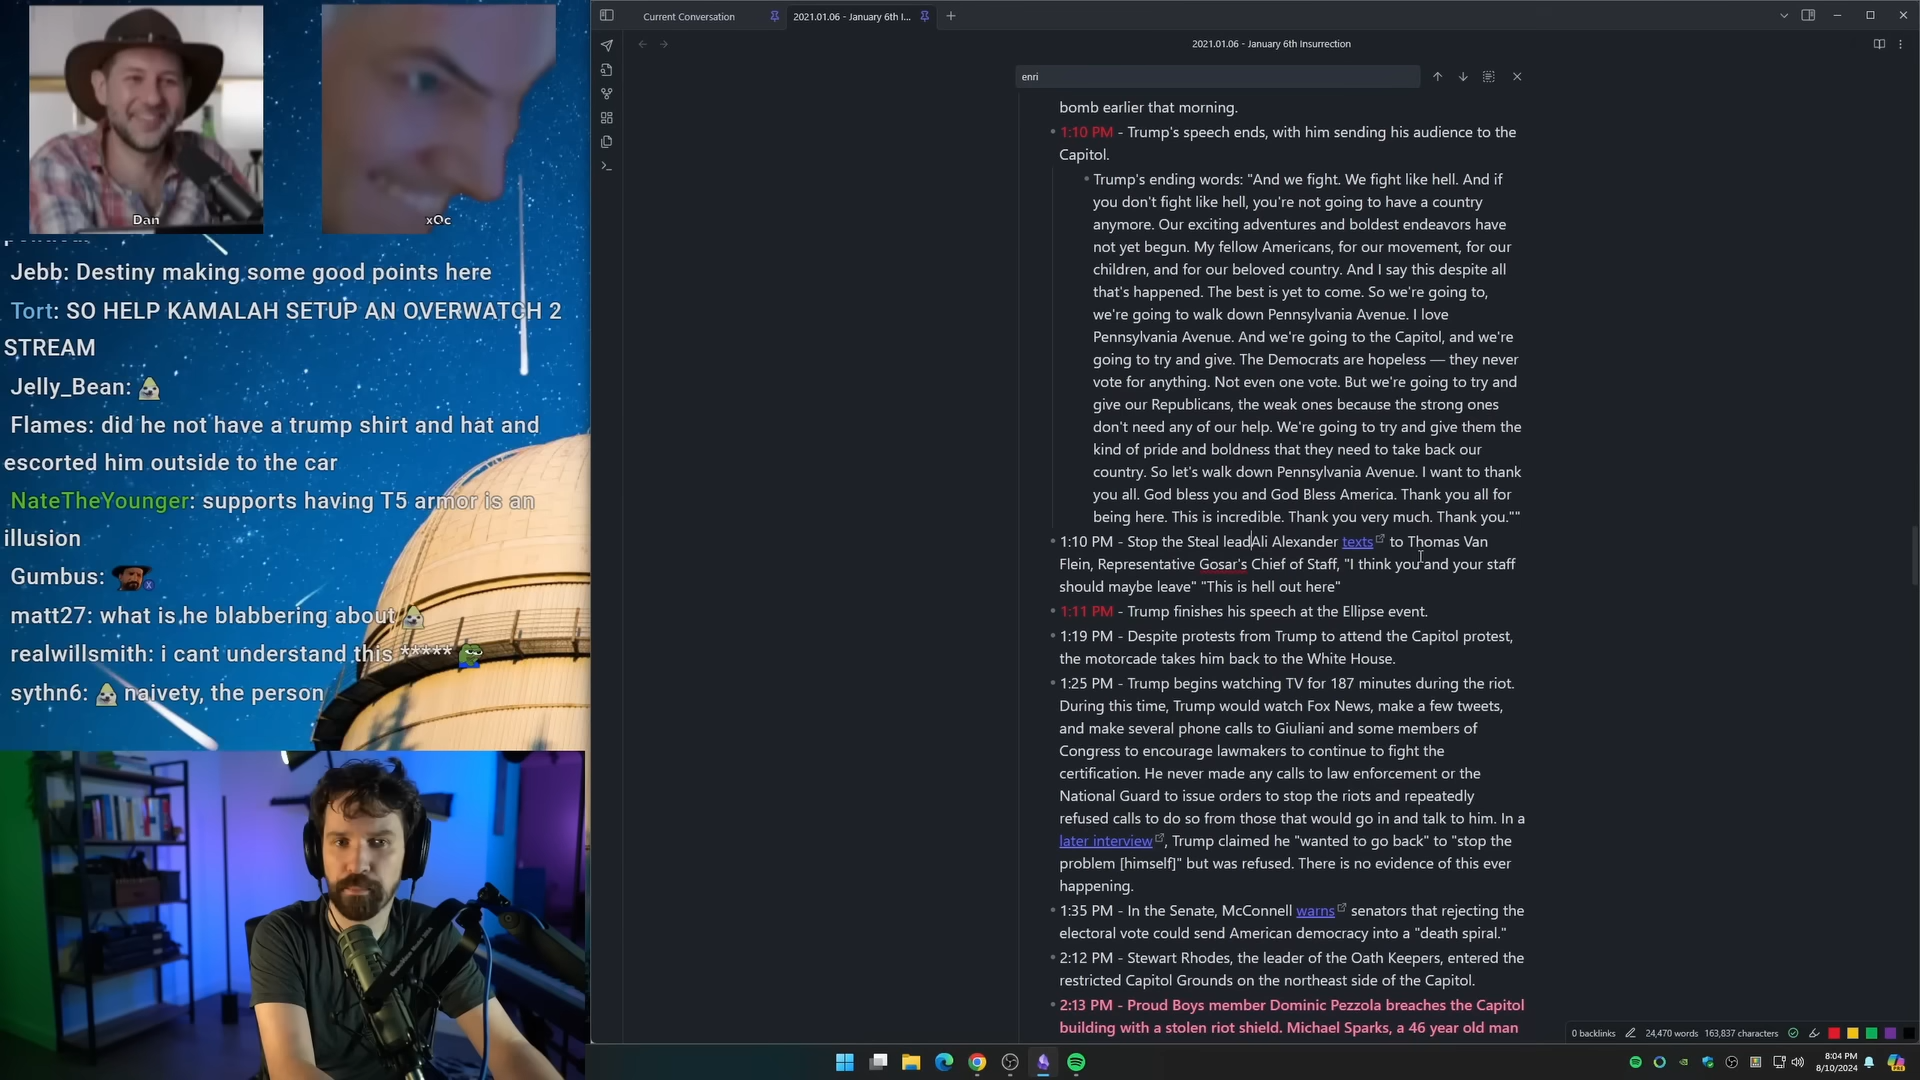 Current Conversation
2021.01.06 - January 6th I...
2021.01.06 - January 6th Insurrection
enri
Dan
xQc
Jebb: Destiny making some good points here
Tort: SO HELP KAMALAH SETUP AN OVERWATCH 2
STREAM
Jelly_Bean:
Flames: did he not have a trump shirt and hat and
escorted him outside to the car
NateTheYounger: supports having T5 armor is an
illusion
Gumbus:
matt27: what is he blabbering about
realwillsmith: i cant understand this *****
sythn6: naivety, the person
bomb earlier that morning.
1:10 PM - Trump's speech ends, with him sending his audience to the
Capitol.
Trump's ending words: "And we fight. We fight like hell. And if
you don't fight like hell, you're not going to have a country
anymore. Our exciting adventures and boldest endeavors have
not yet begun. My fellow Americans, for our movement, for our
children, and for our beloved country. And I say this despite all
that's happened. The best is yet to come. So we're going to,
we're going to walk down Pennsylvania Avenue. I love
Pennsylvania Avenue. And we're going to the Capitol, and we're
going to try and give. The Democrats are hopeless — they never
vote for anything. Not even one vote. But we're going to try and
give our Republicans, the weak ones because the strong ones
don't need any of our help. We're going to try and give them the
kind of pride and boldness that they need to take back our
country. So let's walk down Pennsylvania Avenue. I want to thank
you all. God bless you and God Bless America. Thank you all for
being here. This is incredible. Thank you very much. Thank you.""
1:10 PM - Stop the Steal leadAli Alexander texts to Thomas Van
Flein, Representative Gosar's Chief of Staff, "I think you and your staff
should maybe leave" "This is hell out here"
1:11 PM - Trump finishes his speech at the Ellipse event.
1:19 PM - Despite protests from Trump to attend the Capitol protest,
the motorcade takes him back to the White House.
1:25 PM - Trump begins watching TV for 187 minutes during the riot.
During this time, Trump would watch Fox News, make a few tweets,
and make several phone calls to Giuliani and some members of
Congress to encourage lawmakers to continue to fight the
certification. He never made any calls to law enforcement or the
National Guard to issue orders to stop the riots and repeatedly
refused calls to do so from those that would go in and talk to him. In a
later interview, Trump claimed he "wanted to go back" to "stop the
problem [himself]" but was refused. There is no evidence of this ever
happening.
1:35 PM - In the Senate, McConnell warns senators that rejecting the
electoral vote could send American democracy into a "death spiral."
2:12 PM - Stewart Rhodes, the leader of the Oath Keepers, entered the
restricted Capitol Grounds on the northeast side of the Capitol.
2:13 PM - Proud Boys member Dominic Pezzola breaches the Capitol
building with a stolen riot shield. Michael Sparks, a 46 year old man
0 backlinks 24,470 words 163,837 characters
8:04 PM
8/10/2024